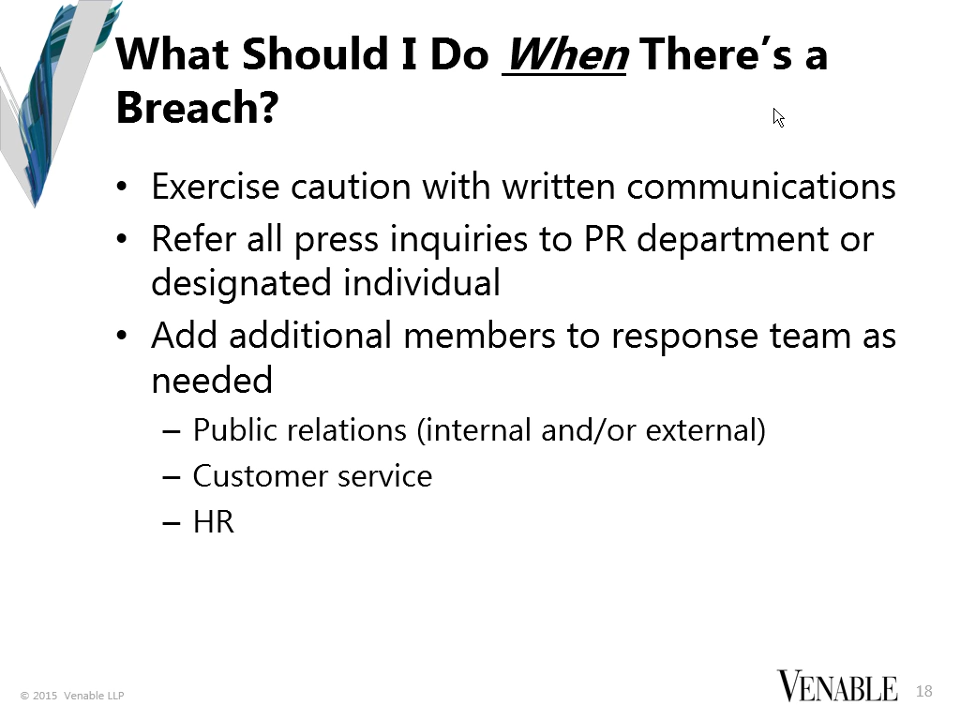 What Should I Do When There’s a
Breach?
• Exercise caution with written communications
• Refer all press inquiries to PR department or
designated individual
• Add additional members to response team as
needed
– Public relations (internal and/or external)
– Customer service
– HR
© 2015 Venable LLP
VENABLE LLP
18